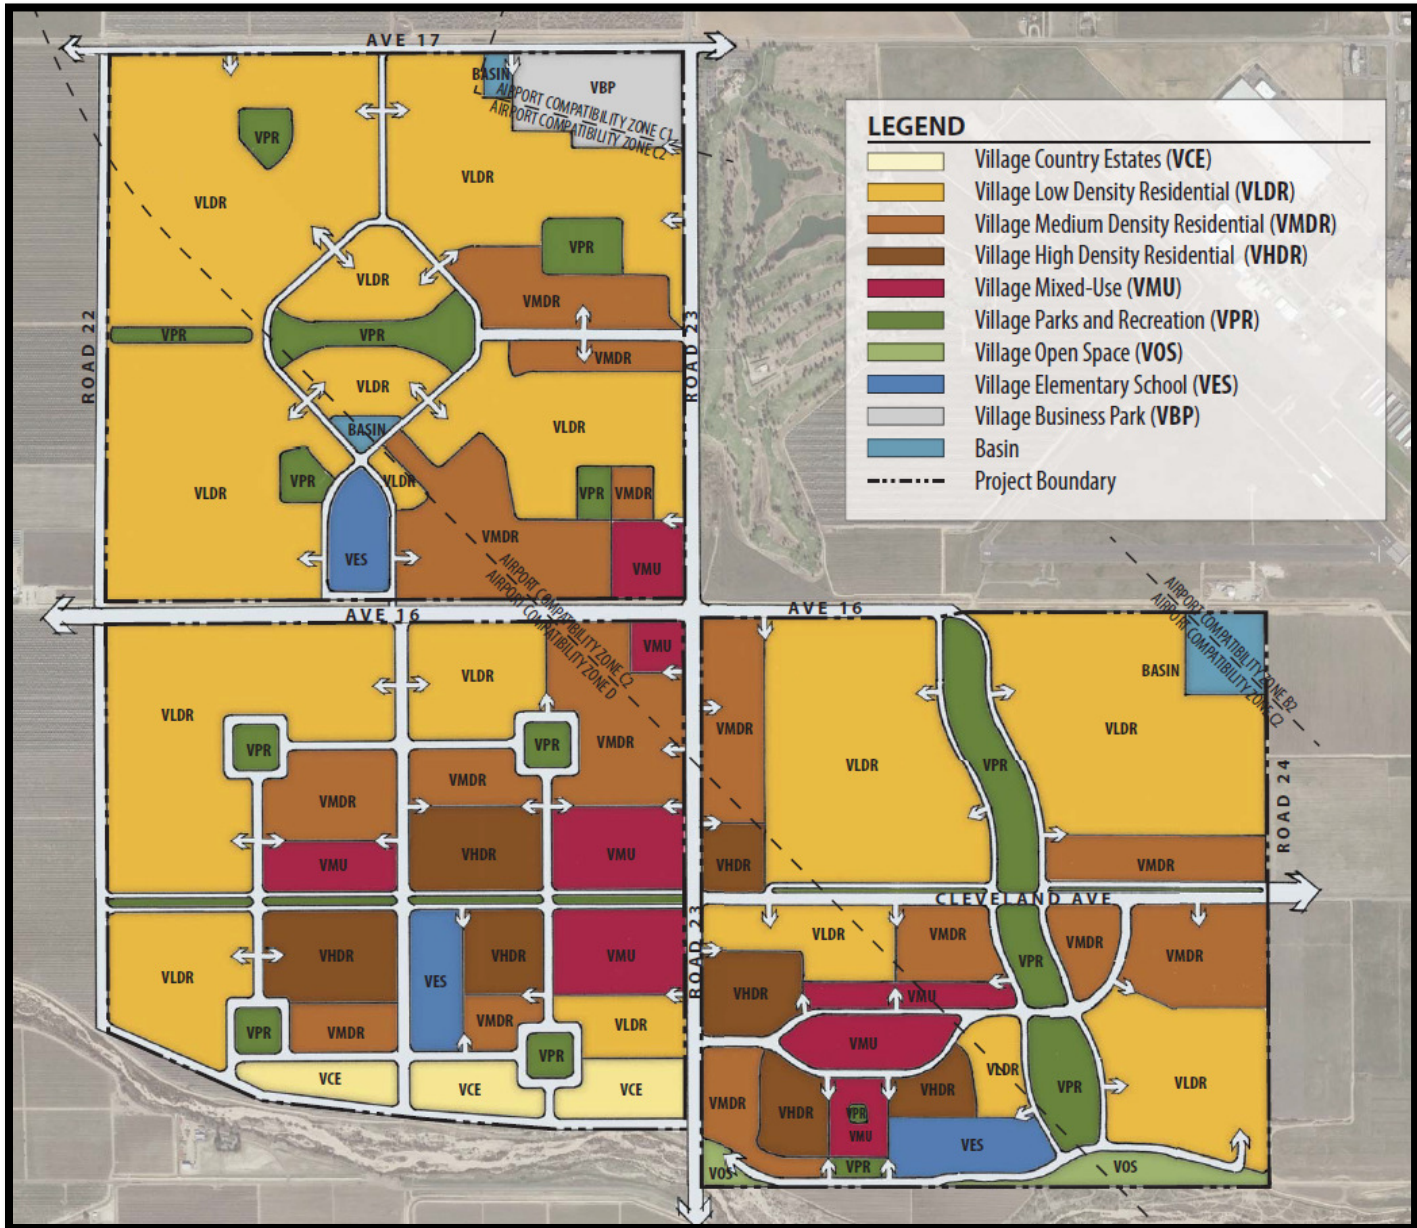 AVE 17
BASIN
VBP
AIRPORT COMPATIBILITY ZONE C1
AIRPORT COMPATIBILITY ZONE C2
VPR
VLDR
VLDR
VPR
VLDR
VMDR
ROAD 22
VPR
VPR
ROAD 23
VMDR
VLDR
BASIN
VLDR
VPR
VLDR
VLDR
VPR
VMDR
VES
VMDR
VMU
AIRPORT COMPATIBILITY ZONE C2
AIRPORT COMPATIBILITY ZONE D
AVE 16
AVE 16
LEGEND
Village Country Estates (VCE)
Village Low Density Residential (VLDR)
Village Medium Density Residential (VMDR)
Village High Density Residential (VHDR)
Village Mixed-Use (VMU)
Village Parks and Recreation (VPR)
Village Open Space (VOS)
Village Elementary School (VES)
Village Business Park (VBP)
Basin
Project Boundary
AIRPORT COMPATIBILITY ZONE B2
AIRPORT COMPATIBILITY ZONE C2
VLDR
VLDR
VMU
VPR
VPR
VMDR
VMDR
VMDR
VMU
VHDR
VMU
VLDR
VHDR
VES
VHDR
VMU
VPR
VMDR
VMDR
VPR
VLDR
VCE
VCE
VCE
ROAD 23
VMDR
VLDR
VPR
BASIN
VLDR
ROAD 24
VHDR
VMDR
CLEVELAND AVE
VLDR
VMDR
VPR
VMDR
VMDR
VHDR
VMU
VMU
VLDR
VPR
VLDR
VMDR
VHDR
VPR
VMU
VHDR
VES
VOS
VPR
VOS